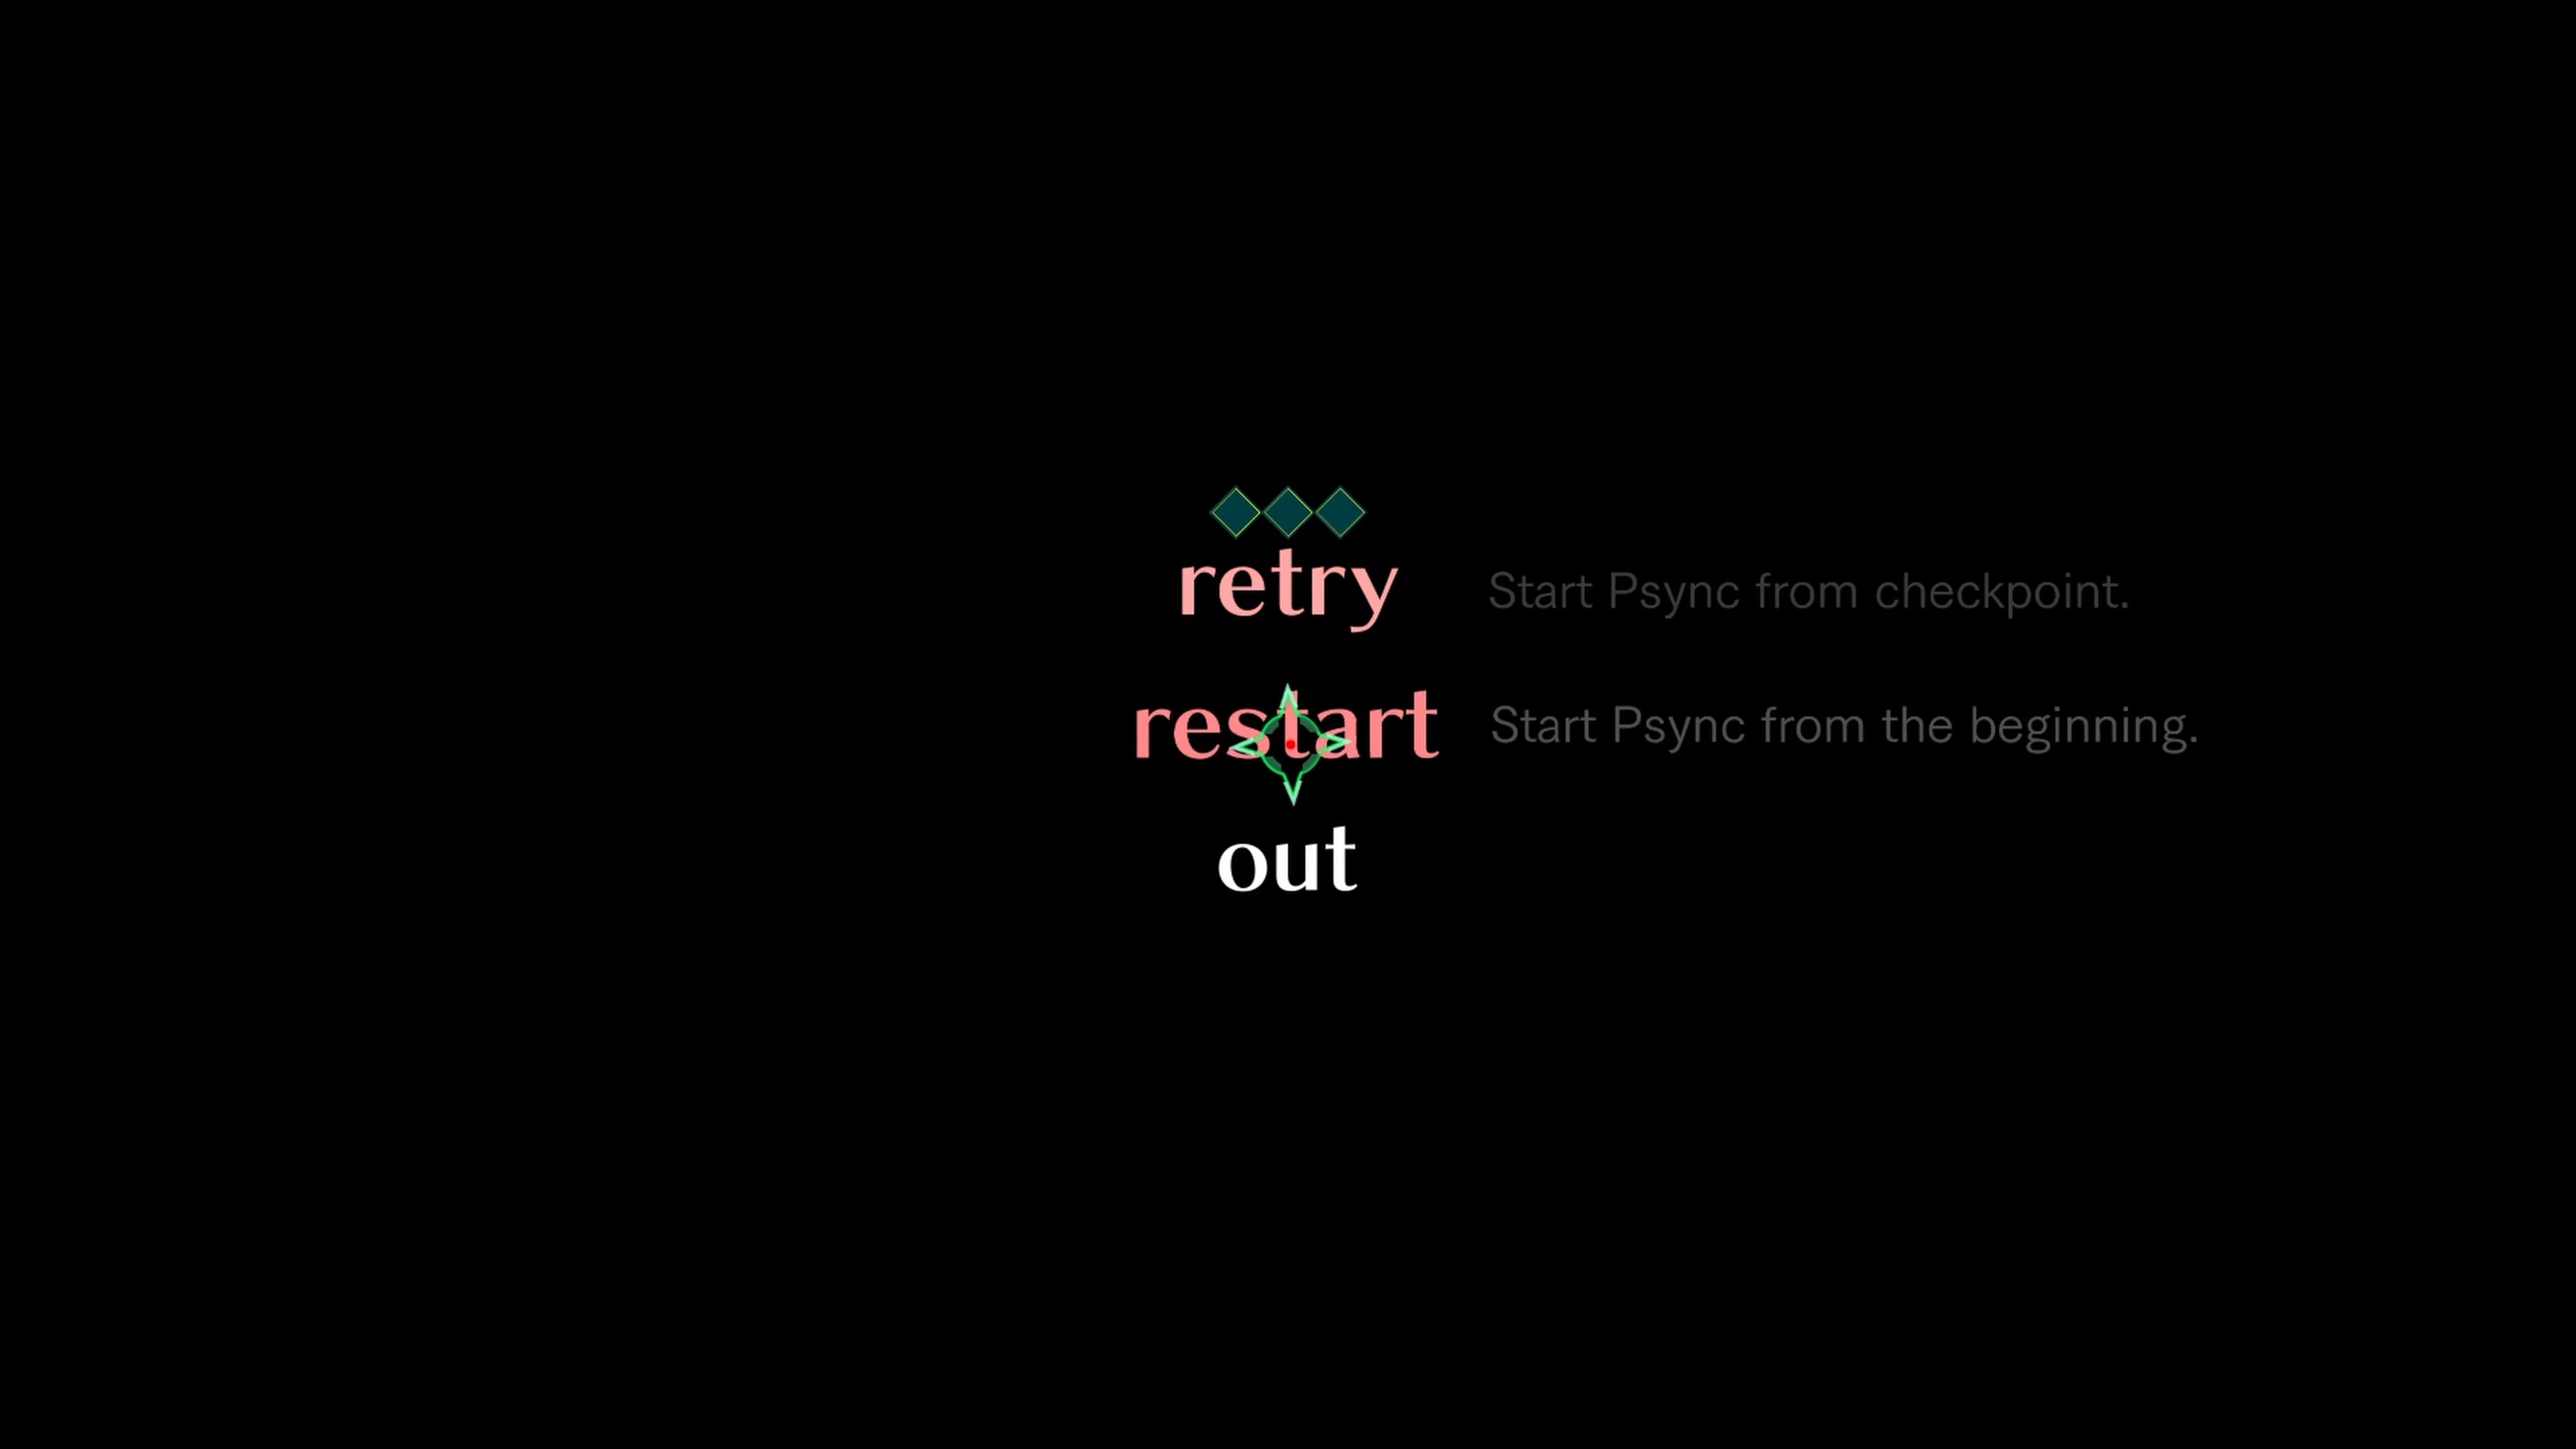 retry Start Psync from checkpoint.
restart Start Psync from the beginning.
out